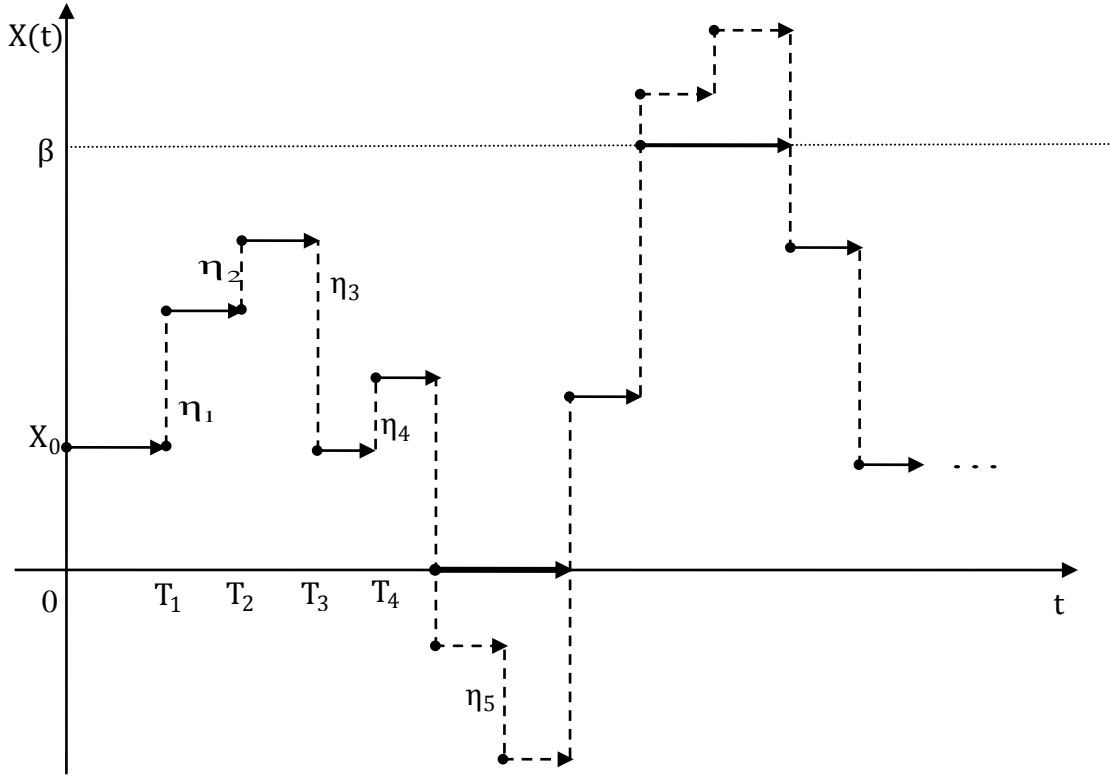 X(t)
β
η₂
η₃
η₁
η₄
X₀
. . .
0
T₁
T₂
T₃
T₄
t
η₅